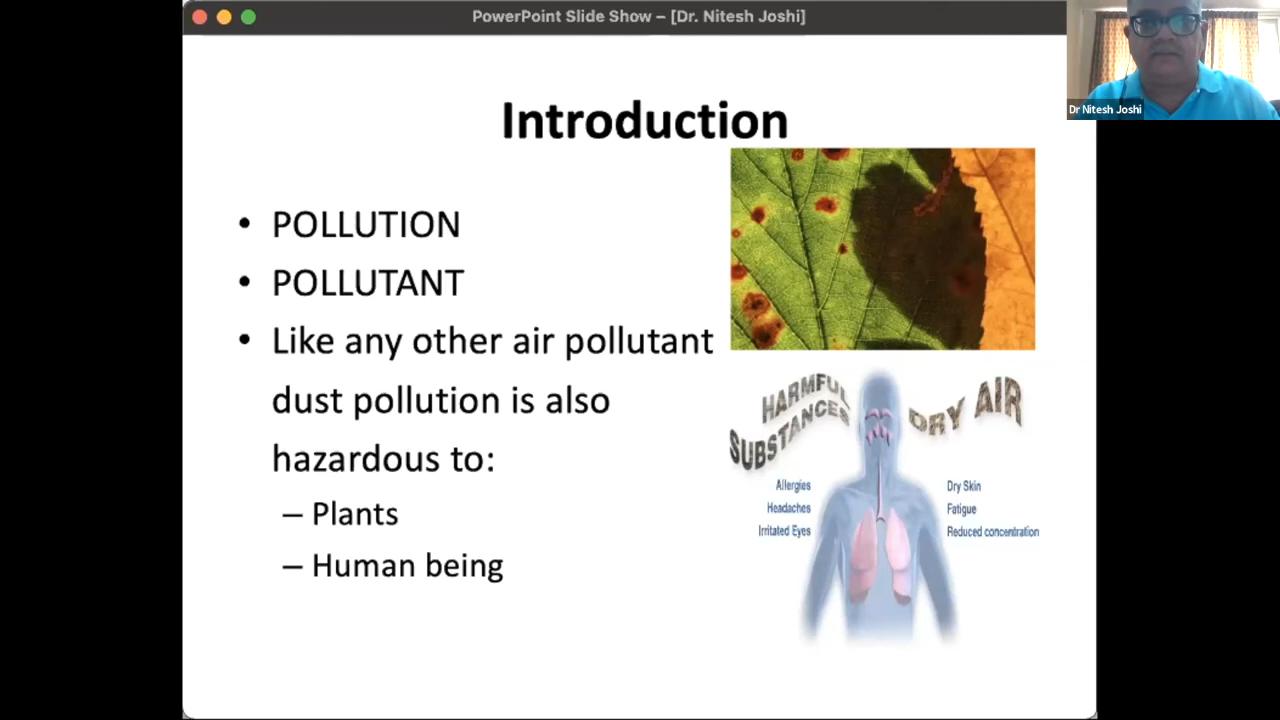 PowerPoint Slide Show – [Dr. Nitesh Joshi]
Dr Nitesh Joshi
Introduction
• POLLUTION
• POLLUTANT
• Like any other air pollutant
dust pollution is also
hazardous to:
– Plants
– Human being
HARMFUL
SUBSTANCES
DRY AIR
Allergies
Headaches
Irritated Eyes
Dry Skin
Fatigue
Reduced concentration